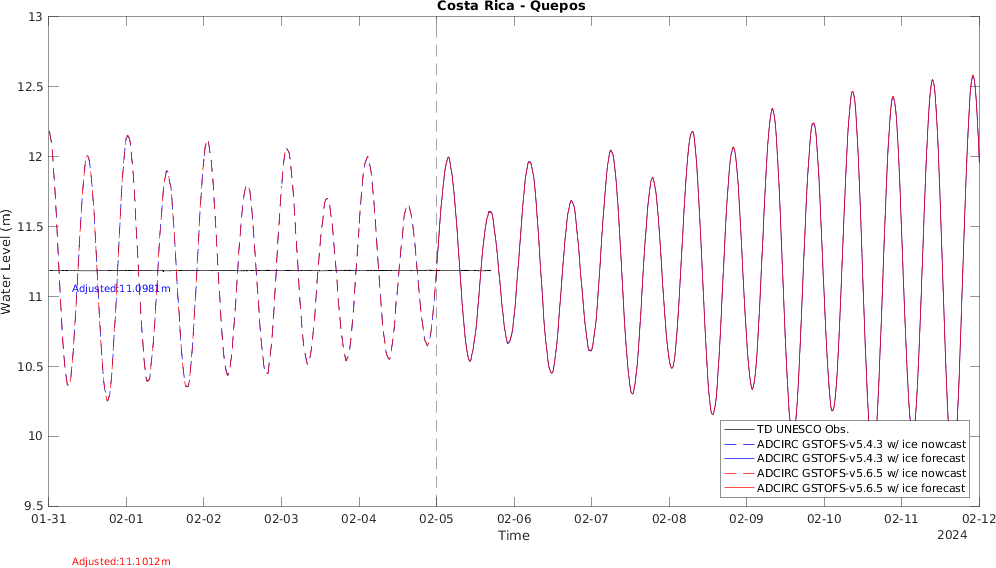 Costa Rica - Quepos
13
12.5
12
11.5
11
10.5
10
9.5
Water Level (m)
Adjusted:11.0981m
TD UNESCO Obs.
ADCIRC GSTOFS-v5.4.3 w/ ice nowcast
ADCIRC GSTOFS-v5.4.3 w/ ice forecast
ADCIRC GSTOFS-v5.6.5 w/ ice nowcast
ADCIRC GSTOFS-v5.6.5 w/ ice forecast
01-31 02-01 02-02 02-03 02-04 02-05 02-06 02-07 02-08 02-09 02-10 02-11 02-12
Time
2024
Adjusted:11.1012m